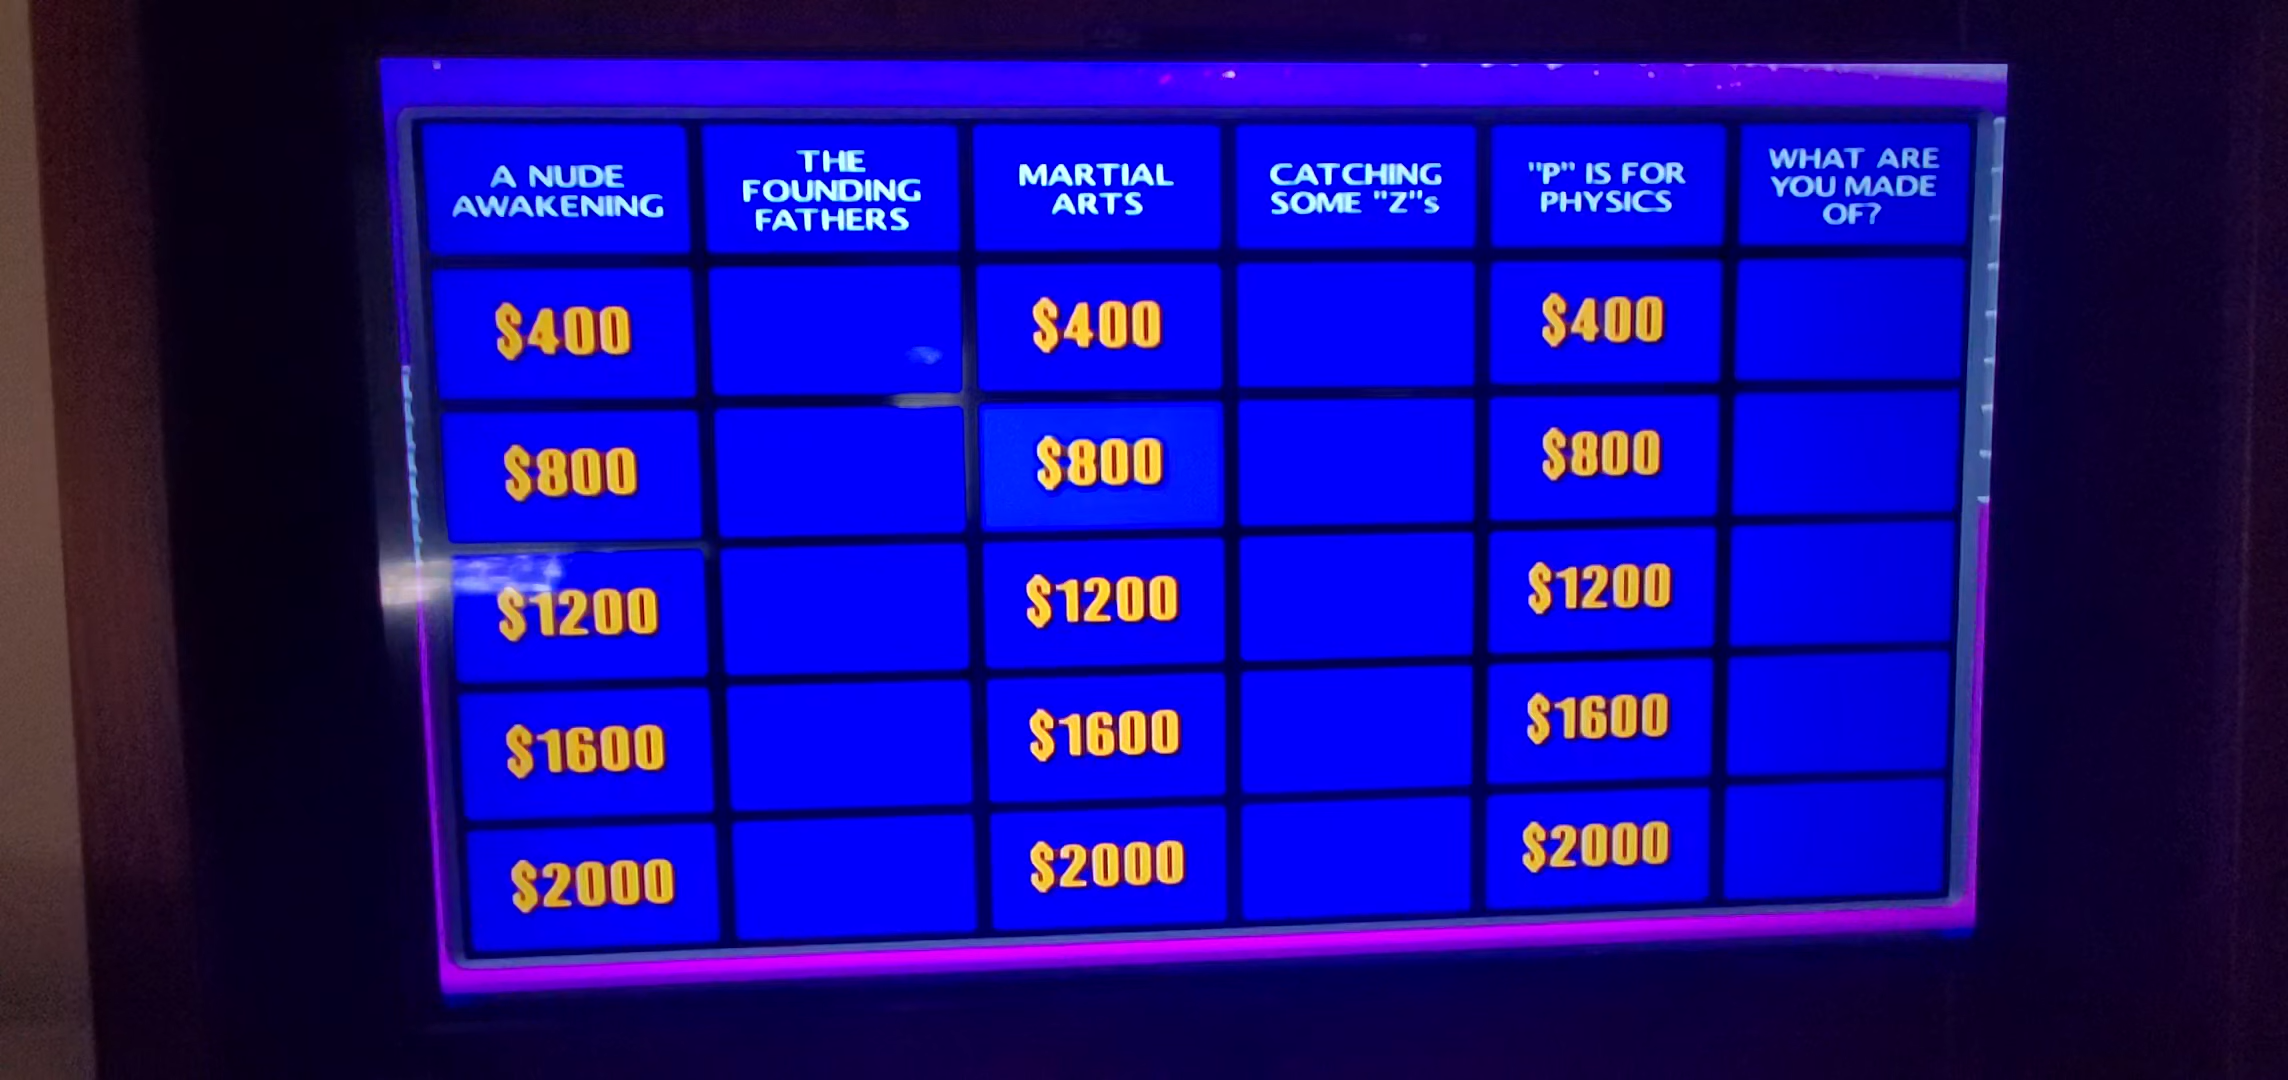 A NUDE
AWAKENING
THE
FOUNDING
FATHERS
MARTIAL
ARTS
CATCHING
SOME "Z"s
"P" IS FOR
PHYSICS
WHAT ARE
YOU MADE
OF?
$400
$400
$400
$800
$800
$800
$1200
$1200
$1200
$1600
$1600
$1600
$2000
$2000
$2000